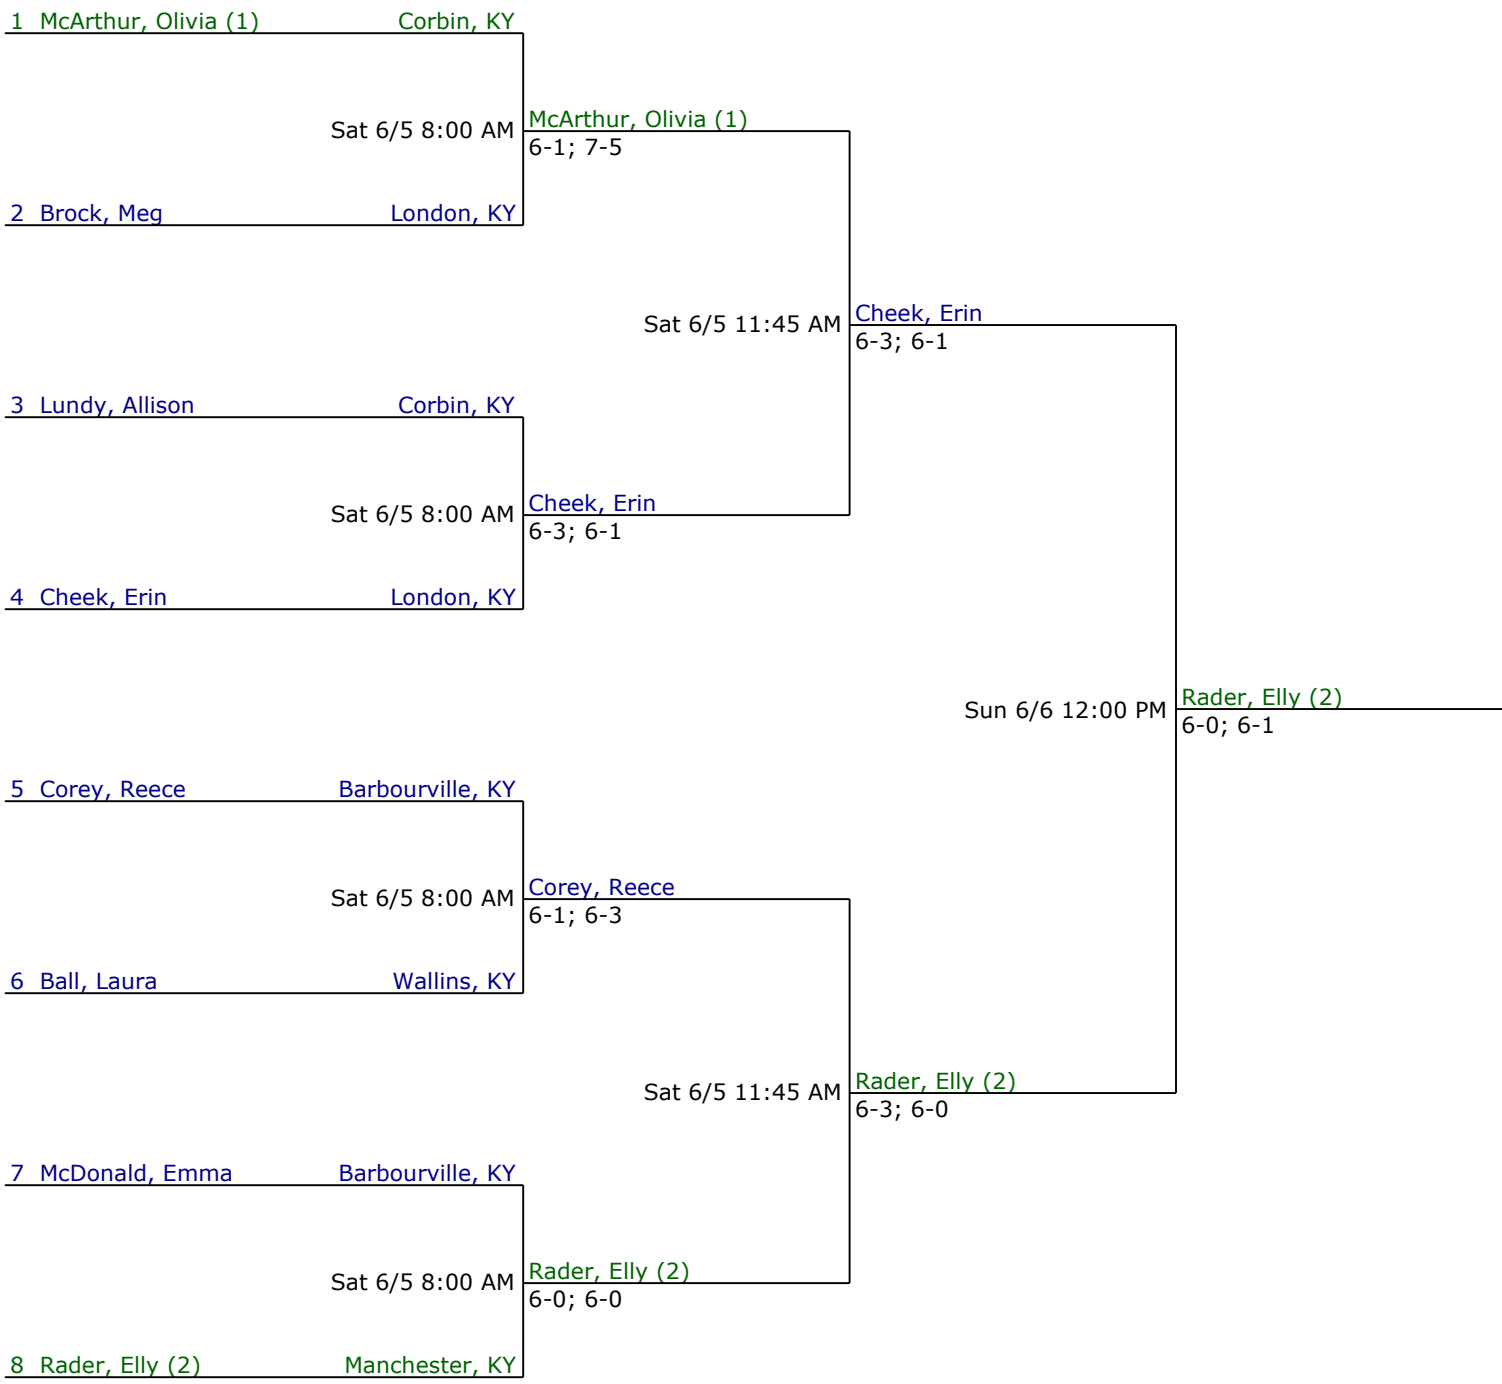 1 McArthur, Olivia (1) Corbin, KY
Sat 6/5 8:00 AM
McArthur, Olivia (1)
6-1; 7-5
2 Brock, Meg London, KY
Sat 6/5 11:45 AM
Cheek, Erin
6-3; 6-1
3 Lundy, Allison Corbin, KY
Sat 6/5 8:00 AM
Cheek, Erin
6-3; 6-1
4 Cheek, Erin London, KY
Sun 6/6 12:00 PM
Rader, Elly (2)
6-0; 6-1
5 Corey, Reece Barbourville, KY
Sat 6/5 8:00 AM
Corey, Reece
6-1; 6-3
6 Ball, Laura Wallins, KY
Sat 6/5 11:45 AM
Rader, Elly (2)
6-3; 6-0
7 McDonald, Emma Barbourville, KY
Sat 6/5 8:00 AM
Rader, Elly (2)
6-0; 6-0
8 Rader, Elly (2) Manchester, KY